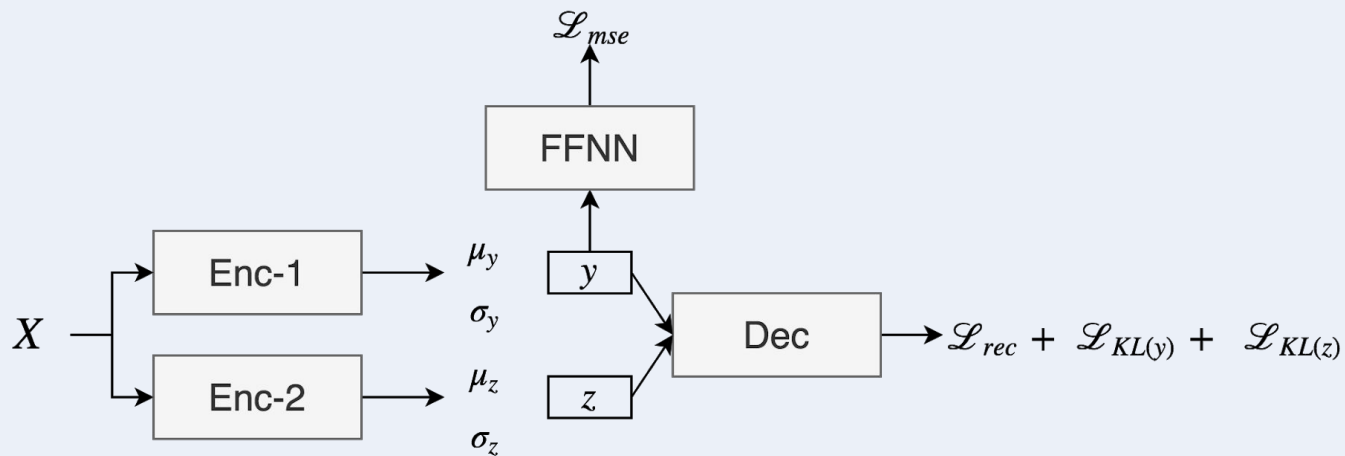 ℒ_mse
FFNN
Enc-1
μ_y
y
σ_y
X
Dec
ℒ_rec + ℒ_KL(y) + ℒ_KL(z)
Enc-2
μ_z
z
σ_z